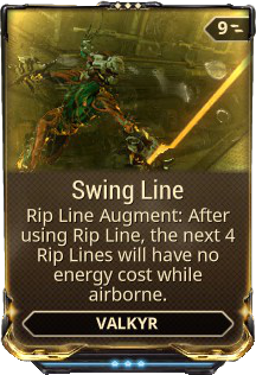 9
Swing Line
Rip Line Augment: After
using Rip Line, the next 4
Rip Lines will have no
energy cost while
airborne.
VALKYR